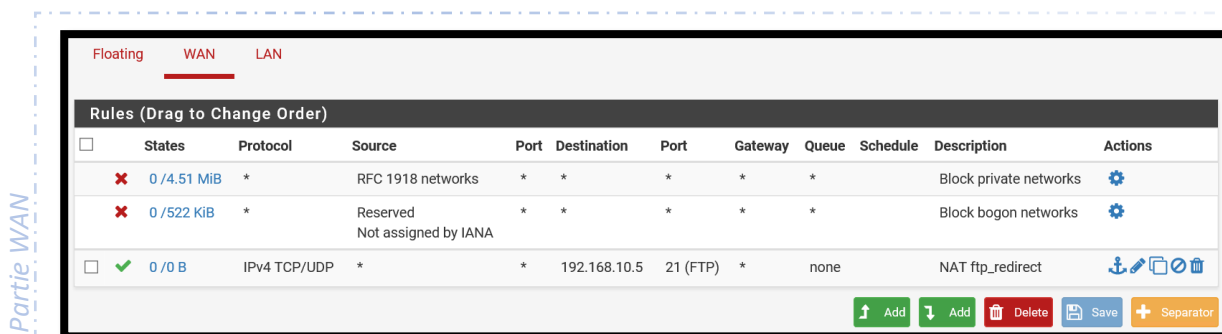 Partie WAN
Floating WAN LAN
Rules (Drag to Change Order)
States Protocol Source Port Destination Port Gateway Queue Schedule Description Actions
0 /4.51 MiB * RFC 1918 networks * * * * * Block private networks
0 /522 KiB * Reserved * * * * * Block bogon networks
Not assigned by IANA
0 /0 B IPv4 TCP/UDP * * 192.168.10.5 21 (FTP) * none NAT ftp_redirect
Add Add Delete Save Separator